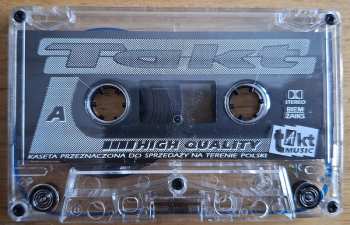 Takt
A
STEREO
BIEM
ZAIKS
HIGH QUALITY
takt
MUSIC
KASETA PRZEZNACZONA DO SPRZEDAŻY NA TERENIE POLSKI